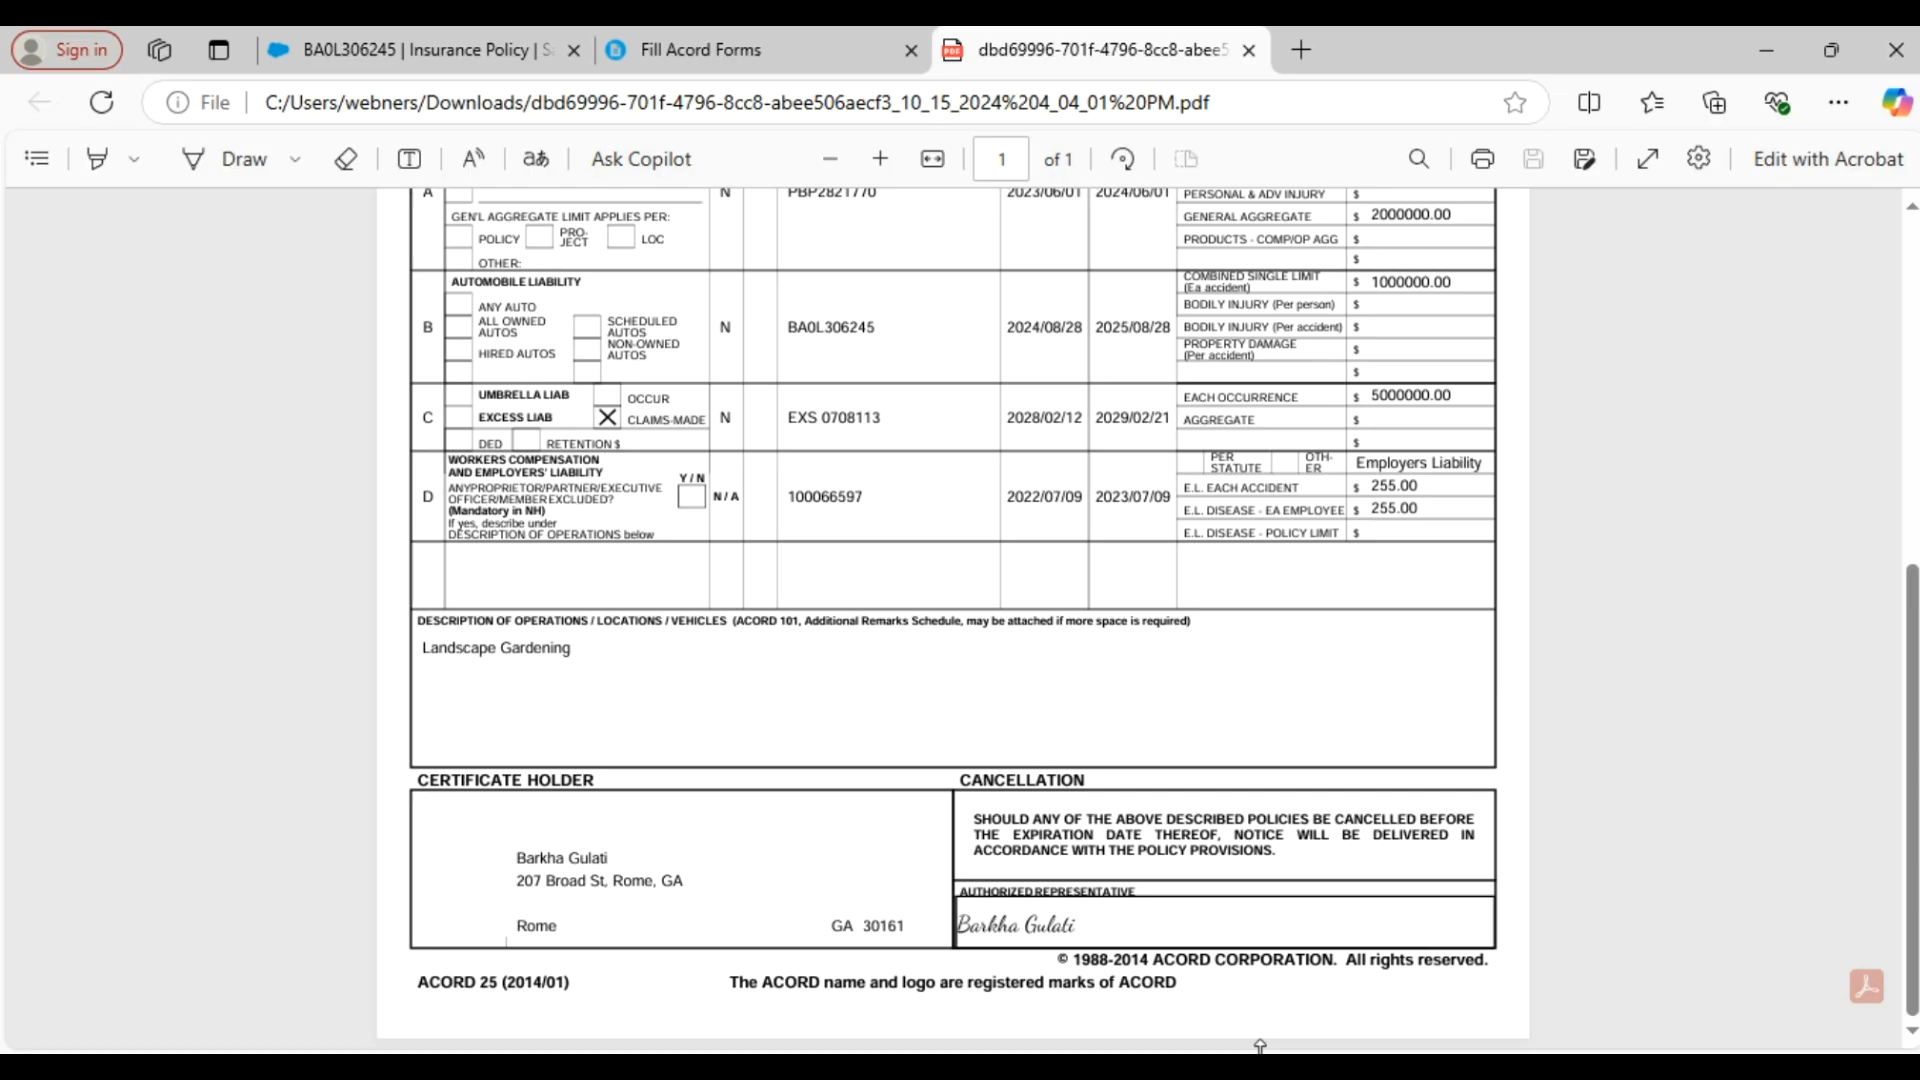 Sign in
BA0L306245 | Insurance Policy | Sa
Fill Acord Forms
dbd69996-701f-4796-8cc8-abee5
File
C:/Users/webners/Downloads/dbd69996-701f-4796-8cc8-abee506aecf3_10_15_2024%204_04_01%20PM.pdf
Draw
Ask Copilot
1 of 1
Edit with Acrobat
A N PBP2821770 2023/06/01 2024/06/01 PERSONAL & ADV INJURY $
GEN'L AGGREGATE LIMIT APPLIES PER: GENERAL AGGREGATE $ 2000000.00
POLICY PRO-JECT LOC PRODUCTS - COMP/OP AGG $
OTHER: $
AUTOMOBILE LIABILITY COMBINED SINGLE LIMIT (Ea accident) $ 1000000.00
ANY AUTO BODILY INJURY (Per person) $
B ALL OWNED AUTOS SCHEDULED AUTOS N BA0L306245 2024/08/28 2025/08/28 BODILY INJURY (Per accident) $
HIRED AUTOS NON-OWNED AUTOS PROPERTY DAMAGE (Per accident) $
$
UMBRELLA LIAB OCCUR EACH OCCURRENCE $ 5000000.00
C EXCESS LIAB X CLAIMS-MADE N EXS 0708113 2028/02/12 2029/02/21 AGGREGATE $
DED RETENTION $ $
WORKERS COMPENSATION PER STATUTE OTH-ER Employers Liability
AND EMPLOYERS' LIABILITY Y / N
ANYPROPRIETOR/PARTNER/EXECUTIVE E.L. EACH ACCIDENT $ 255.00
D OFFICER/MEMBER EXCLUDED? N / A 100066597 2022/07/09 2023/07/09
(Mandatory in NH) E.L. DISEASE - EA EMPLOYEE $ 255.00
If yes, describe under
DESCRIPTION OF OPERATIONS below E.L. DISEASE - POLICY LIMIT $
DESCRIPTION OF OPERATIONS / LOCATIONS / VEHICLES (ACORD 101, Additional Remarks Schedule, may be attached if more space is required)
Landscape Gardening
CERTIFICATE HOLDER
Barkha Gulati
207 Broad St, Rome, GA
Rome GA 30161
CANCELLATION
SHOULD ANY OF THE ABOVE DESCRIBED POLICIES BE CANCELLED BEFORE
THE EXPIRATION DATE THEREOF, NOTICE WILL BE DELIVERED IN
ACCORDANCE WITH THE POLICY PROVISIONS.
AUTHORIZED REPRESENTATIVE
Barkha Gulati
© 1988-2014 ACORD CORPORATION. All rights reserved.
ACORD 25 (2014/01) The ACORD name and logo are registered marks of ACORD